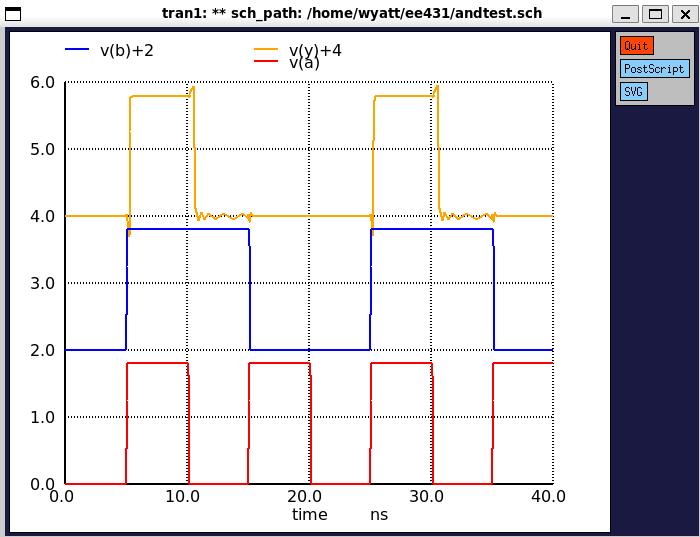 tran1: ** sch_path: /home/wyatt/ee431/andtest.sch
Quit
PostScript
SVG
v(b)+2
v(y)+4
v(a)
6.0
5.0
4.0
3.0
2.0
1.0
0.0
0.0 10.0 20.0 30.0 40.0
time ns